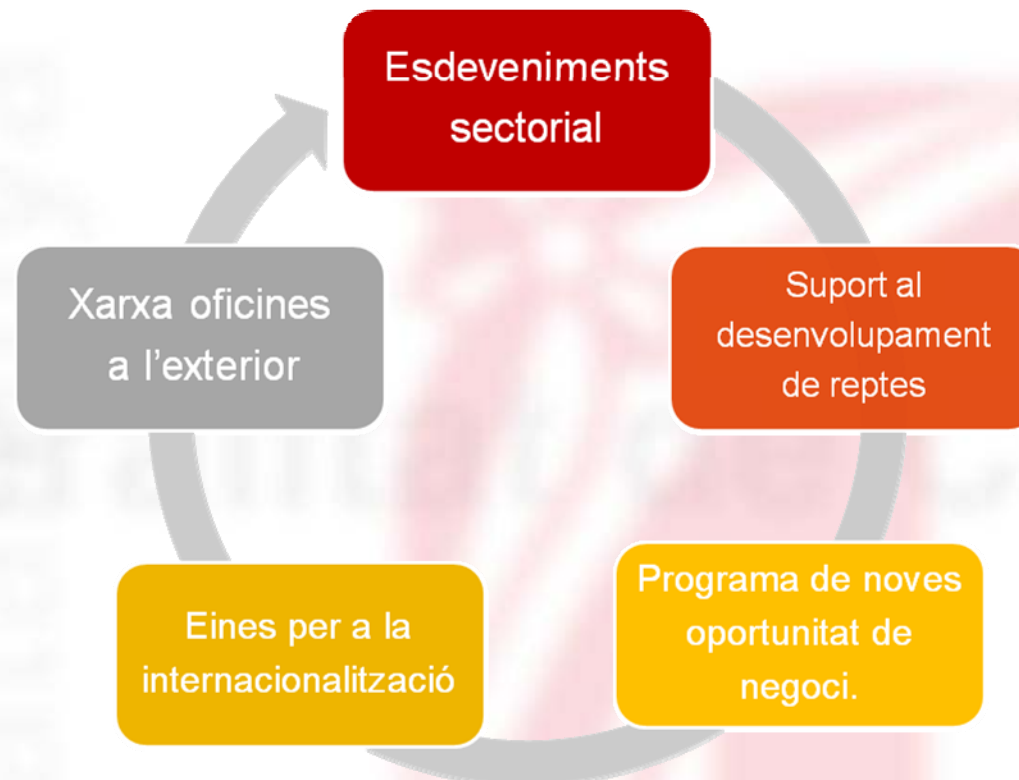 Esdeveniments
sectorial
Suport al
desenvolupament
de reptes
Programa de noves
oportunitat de
negoci.
Eines per a la
internacionalització
Xarxa oficines
a l'exterior